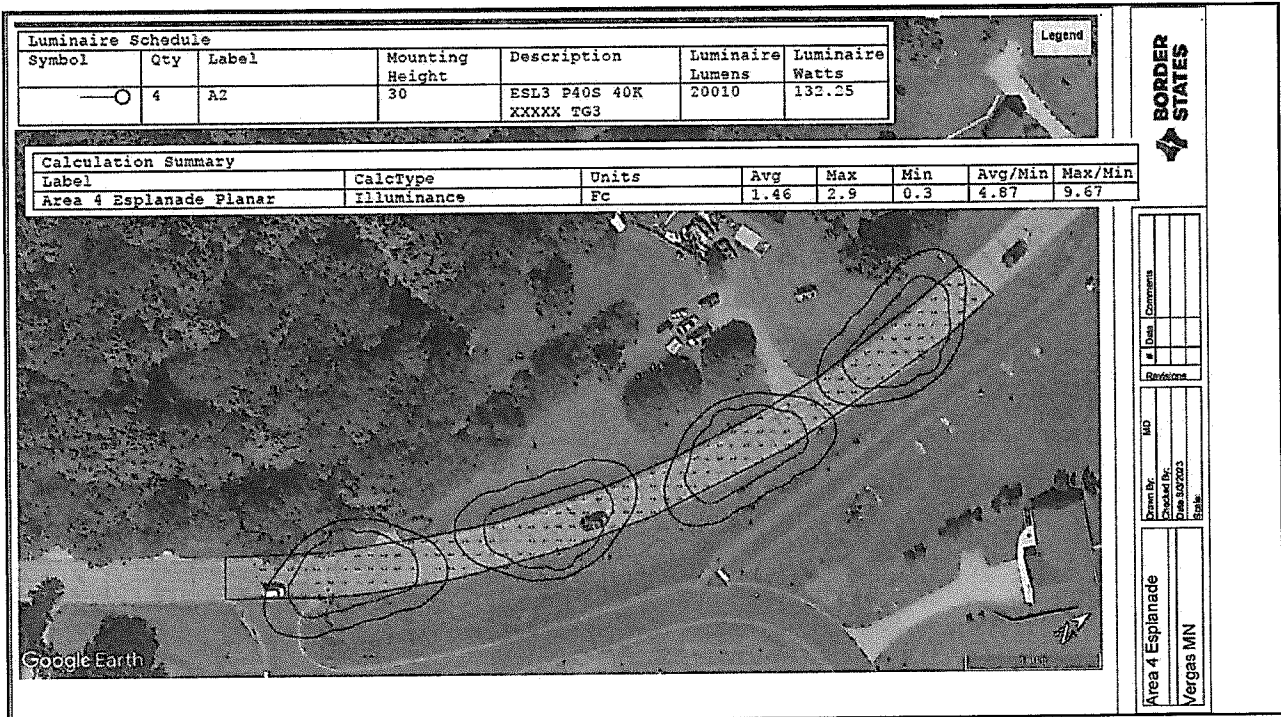 Luminaire Schedule
Symbol Qty Label Mounting Height Description Luminaire Lumens Luminaire Watts
4 A2 30 ESL3 P40S 40K XXXXX TG3 20010 132.25
Legend
Calculation Summary
Label CalcType Units Avg Max Min Avg/Min Max/Min
Area 4 Esplanade Planar Illuminance Fc 1.46 2.9 0.3 4.87 9.67
Google Earth
BORDER
STATES
# Date Comments
Revisions
Drawn By: MD
Checked By:
Date:
Scale:
Area 4 Esplanade
Vergas MN